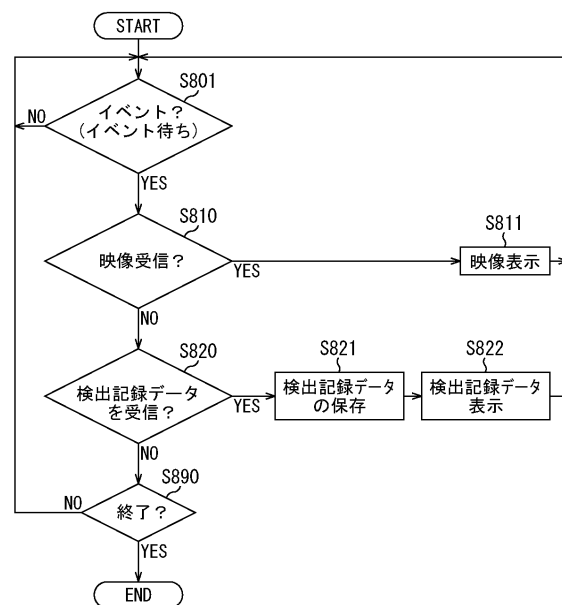 START
S801
イベント?
(イベント待ち)
NO
YES
S810
映像受信?
YES
S811
映像表示
NO
S820
検出記録データ
を受信?
YES
S821
検出記録データ
の保存
S822
検出記録データ
表示
NO
S890
終了?
NO
YES
END